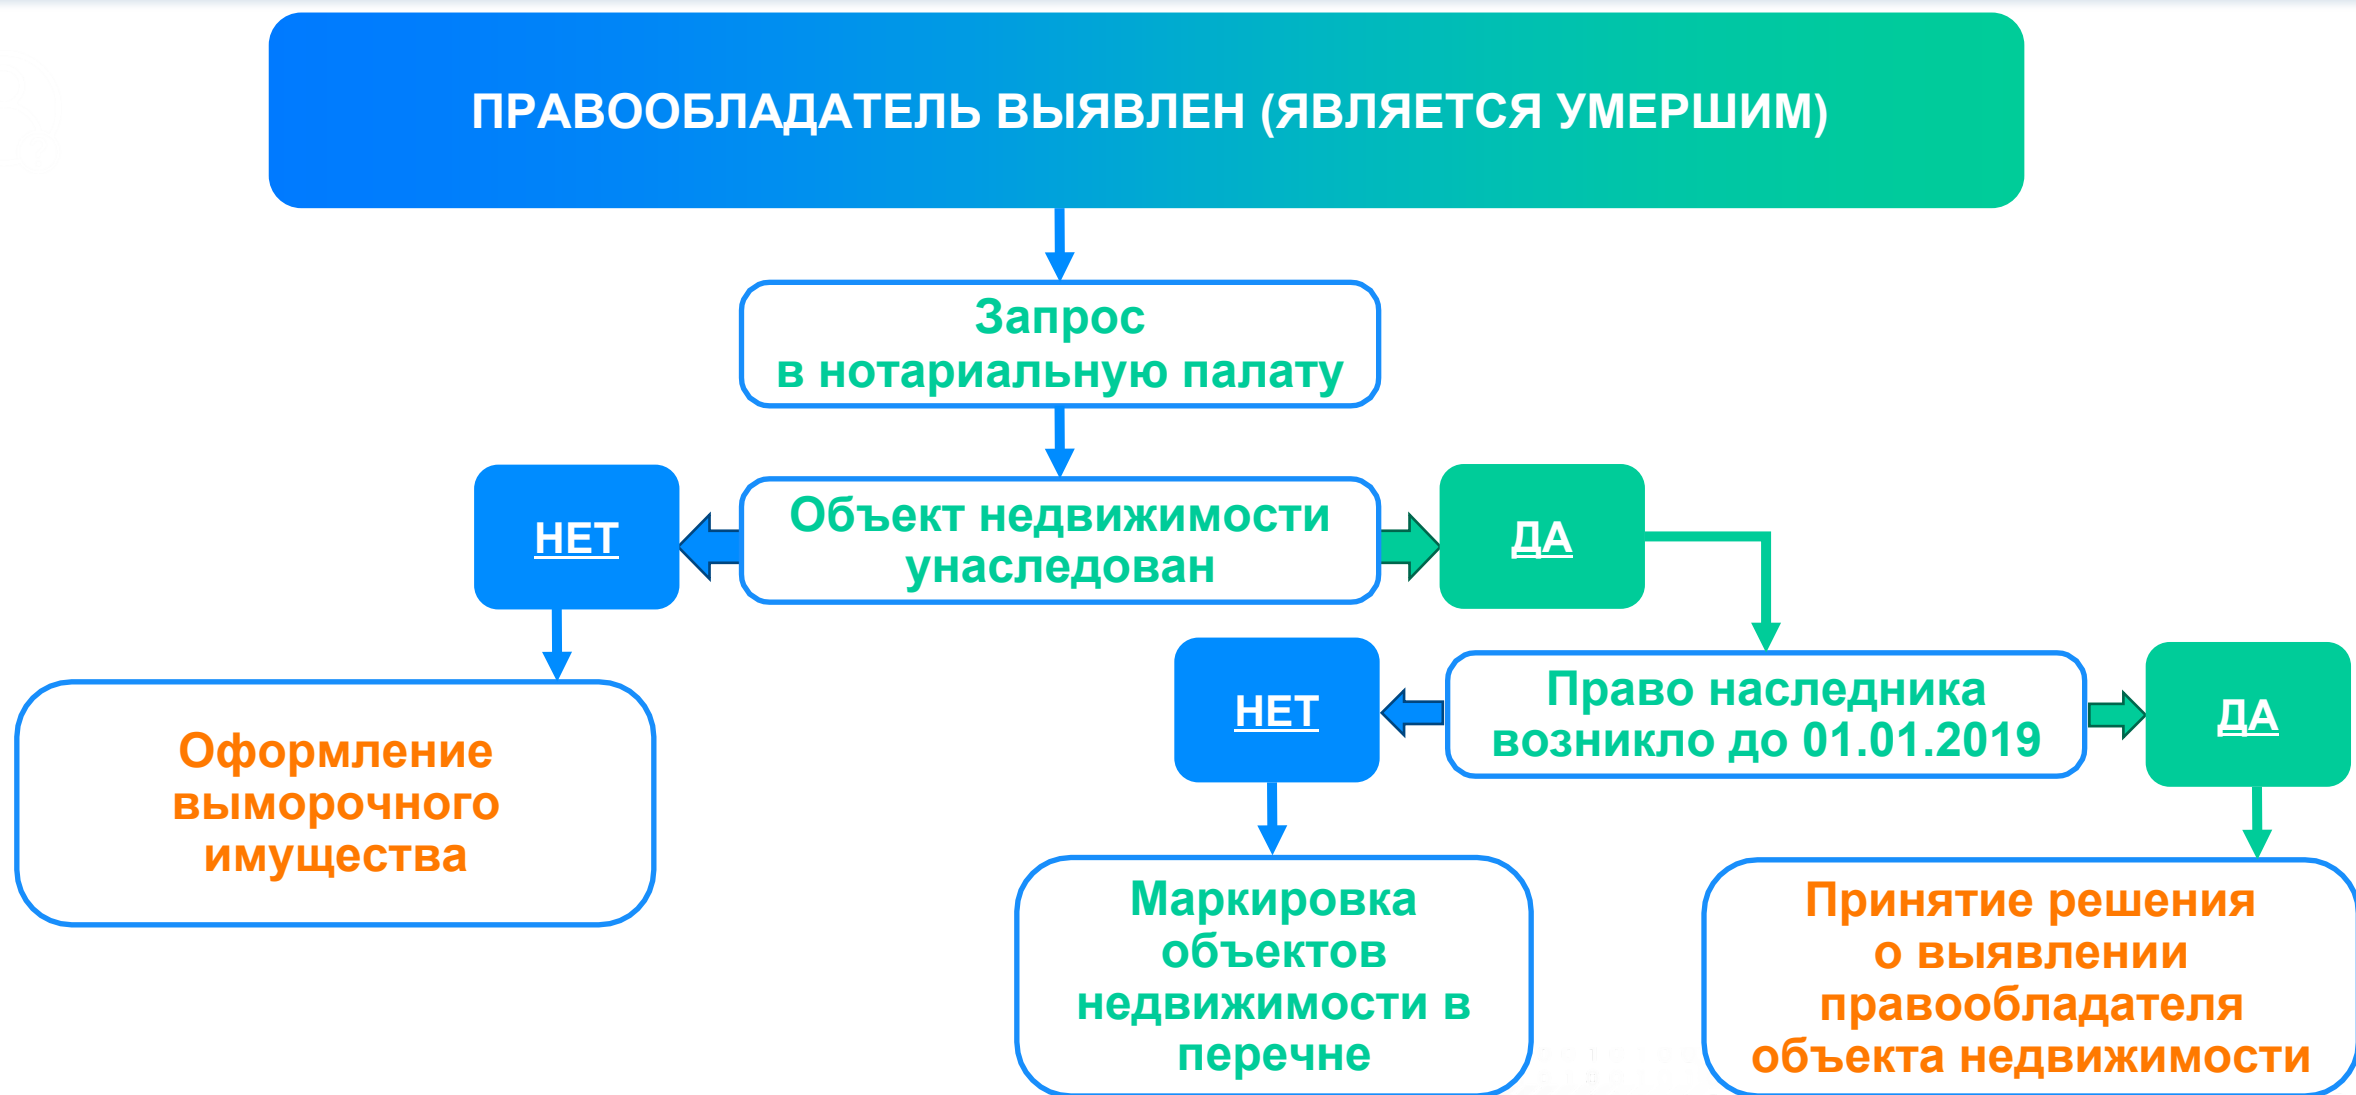 ПРАВООБЛАДАТЕЛЬ ВЫЯВЛЕН (ЯВЛЯЕТСЯ УМЕРШИМ)
Запрос
в нотариальную палату
НЕТ
Объект недвижимости
унаследован
ДА
Оформление
выморочного
имущества
НЕТ
Право наследника
возникло до 01.01.2019
ДА
Маркировка
объектов
недвижимости в
перечне
Принятие решения
о выявлении
правообладателя
объекта недвижимости